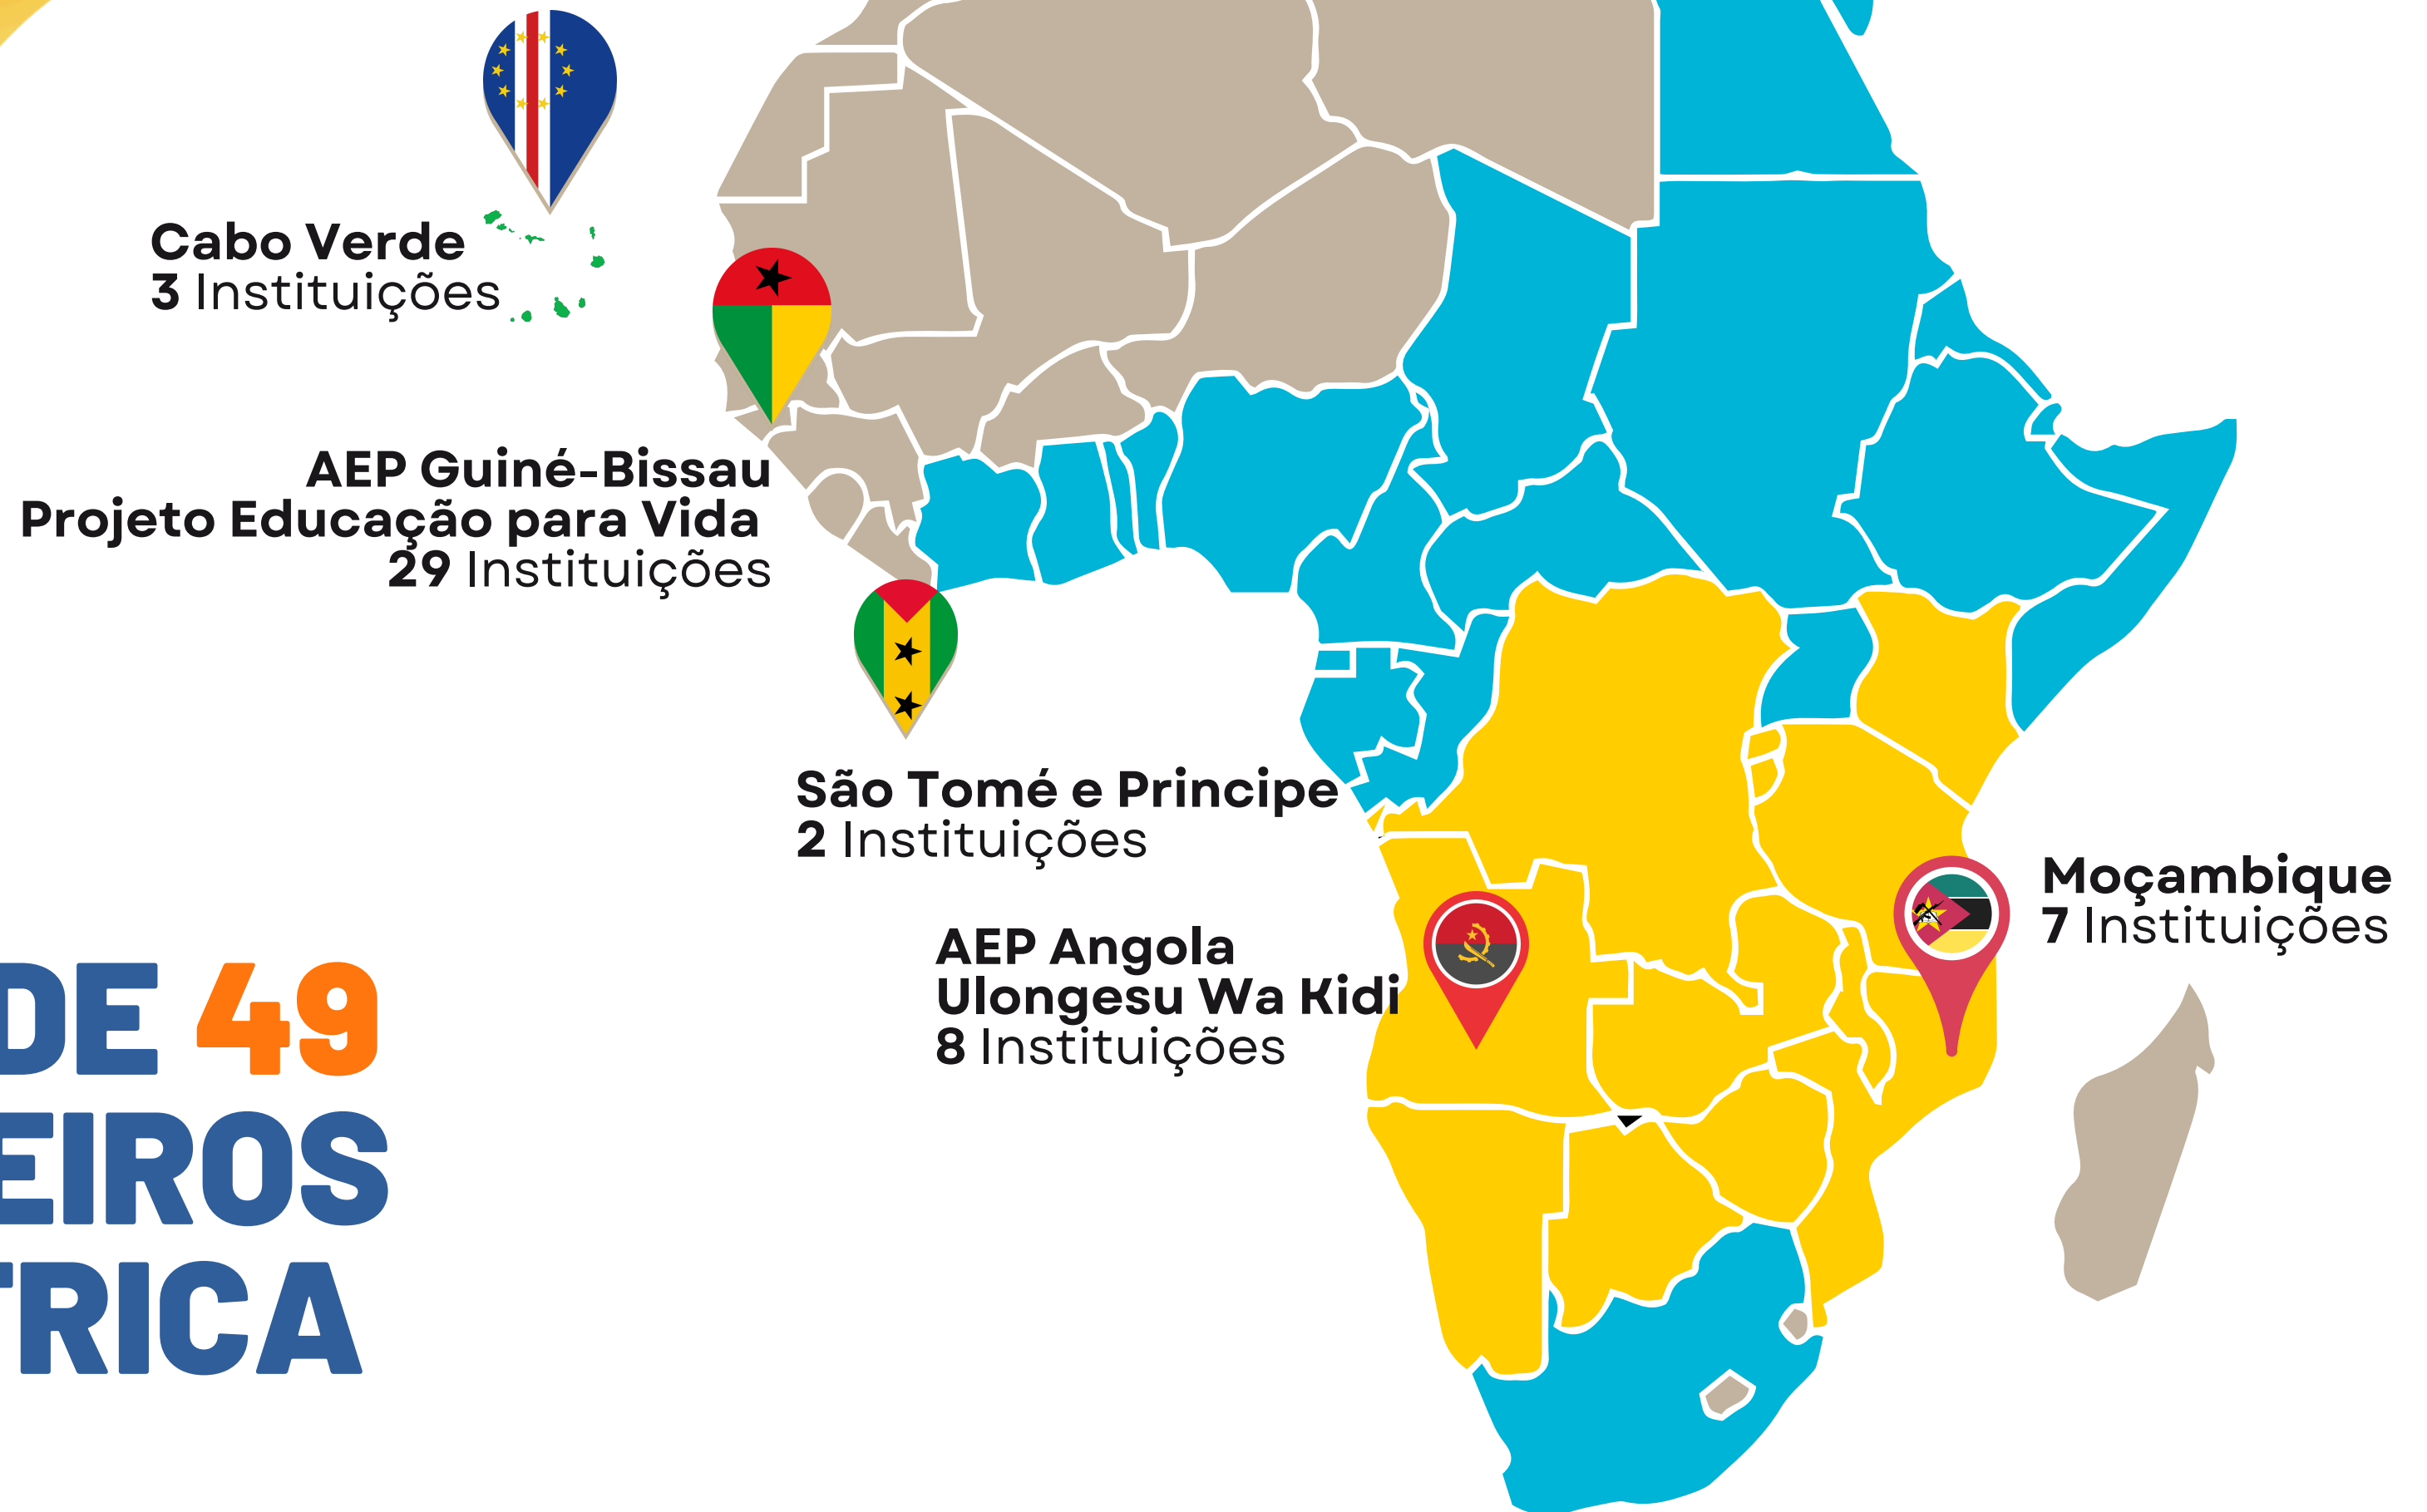 Cabo Verde
3 Instituições
AEP Guiné-Bissau
Projeto Educação para Vida
29 Instituições
São Tomé e Principe
2 Instituições
Moçambique
7 Instituições
AEP Angola
Ulongesu Wa Kidi
8 Instituições
DE 49
EIROS
TRICA